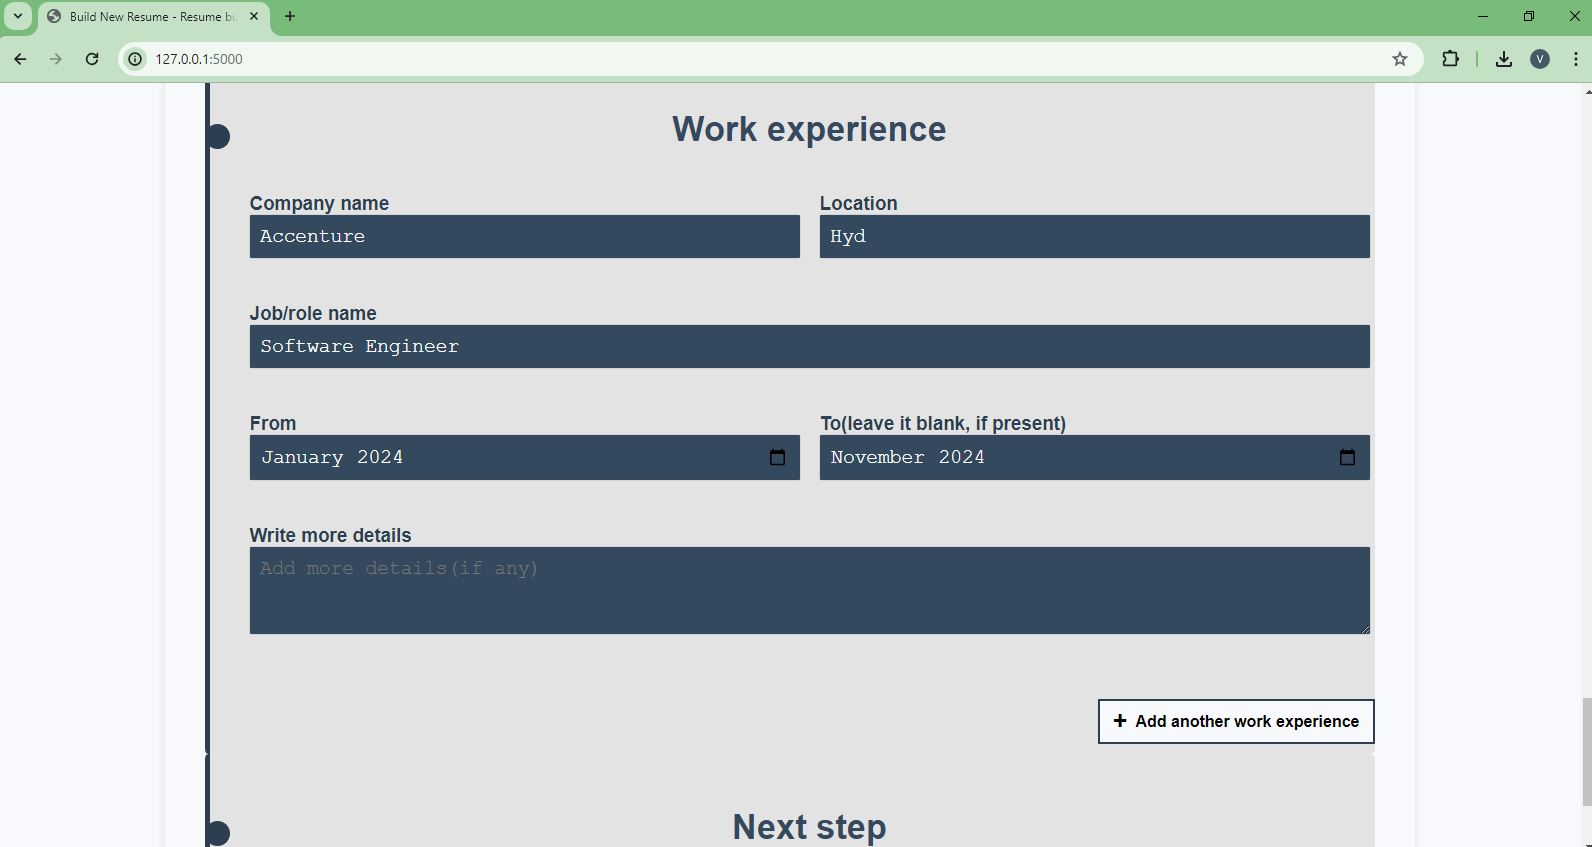 Build New Resume - Resume bu
127.0.0.1:5000
V
Work experience
Company name
Location
Accenture
Hyd
Job/role name
Software Engineer
From
To(leave it blank, if present)
January 2024
November 2024
Write more details
Add more details(if any)
+ Add another work experience
Next step